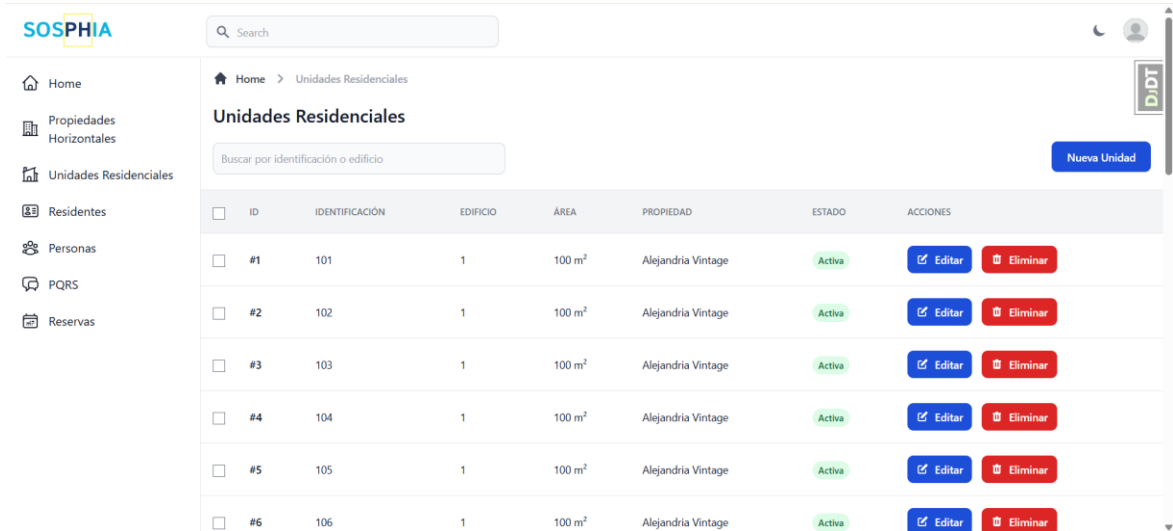 SOSPHIA
Search
Home
Propiedades
Horizontales
Unidades Residenciales
Residentes
Personas
PQRS
Reservas
Home > Unidades Residenciales
DJDT
Unidades Residenciales
Buscar por identificación o edificio
Nueva Unidad
ID IDENTIFICACIÓN EDIFICIO ÁREA PROPIEDAD ESTADO ACCIONES
#1 101 1 100 m² Alejandria Vintage Activa Editar Eliminar
#2 102 1 100 m² Alejandria Vintage Activa Editar Eliminar
#3 103 1 100 m² Alejandria Vintage Activa Editar Eliminar
#4 104 1 100 m² Alejandria Vintage Activa Editar Eliminar
#5 105 1 100 m² Alejandria Vintage Activa Editar Eliminar
#6 106 1 100 m² Alejandria Vintage Activa Editar Eliminar